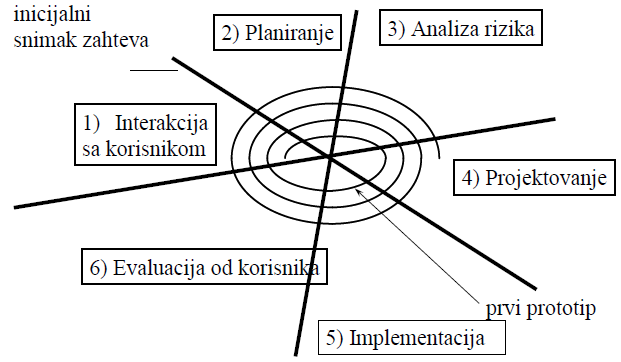 inicijalni
snimak zahteva
2) Planiranje
3) Analiza rizika
1) Interakcija
sa korisnikom
4) Projektovanje
6) Evaluacija od korisnika
prvi prototip
5) Implementacija